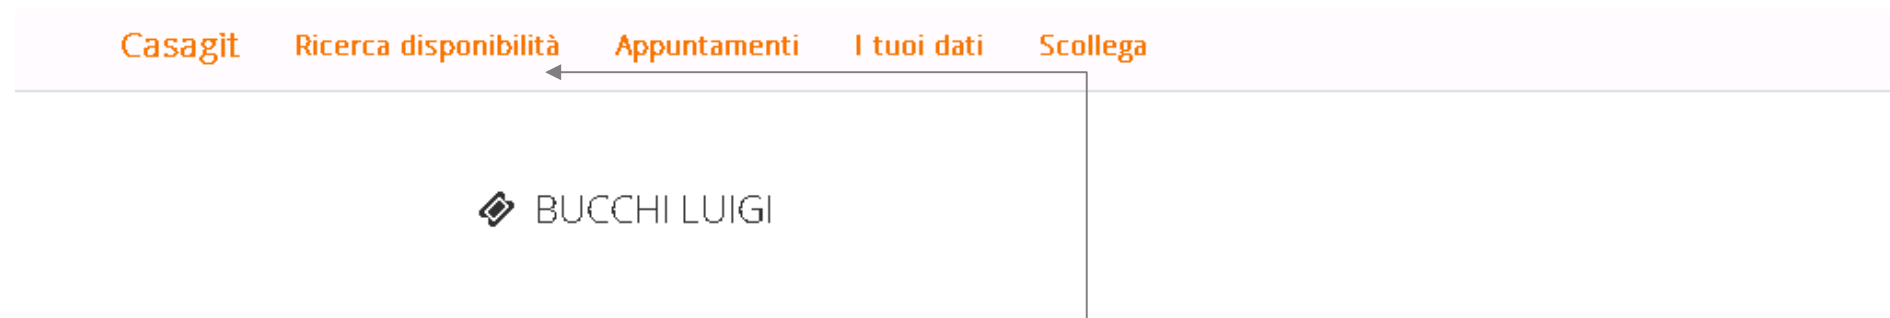 Casagit Ricerca disponibilità Appuntamenti I tuoi dati Scollega
BUCCHI LUIGI